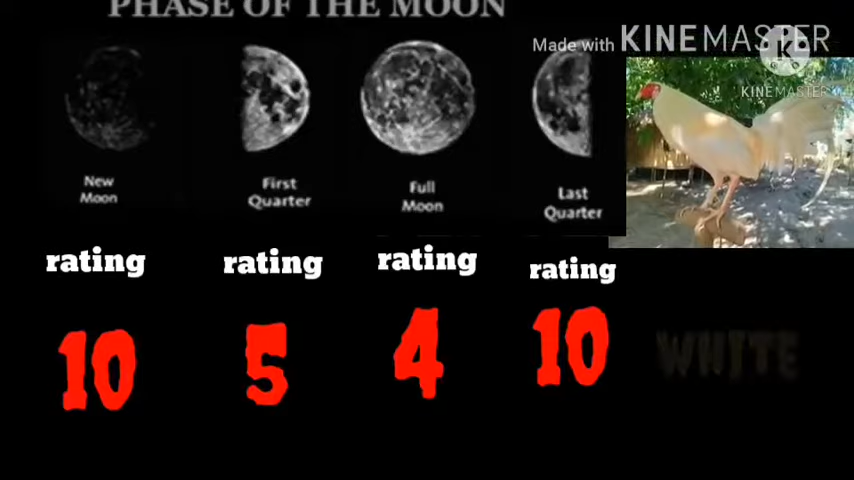 PHASE OF THE MOON
Made with KINEMASTER
KINEMASTER
New
Moon
First
Quarter
Full
Moon
Last
Quarter
rating
rating
rating
rating
10
5
4
10
WHITE